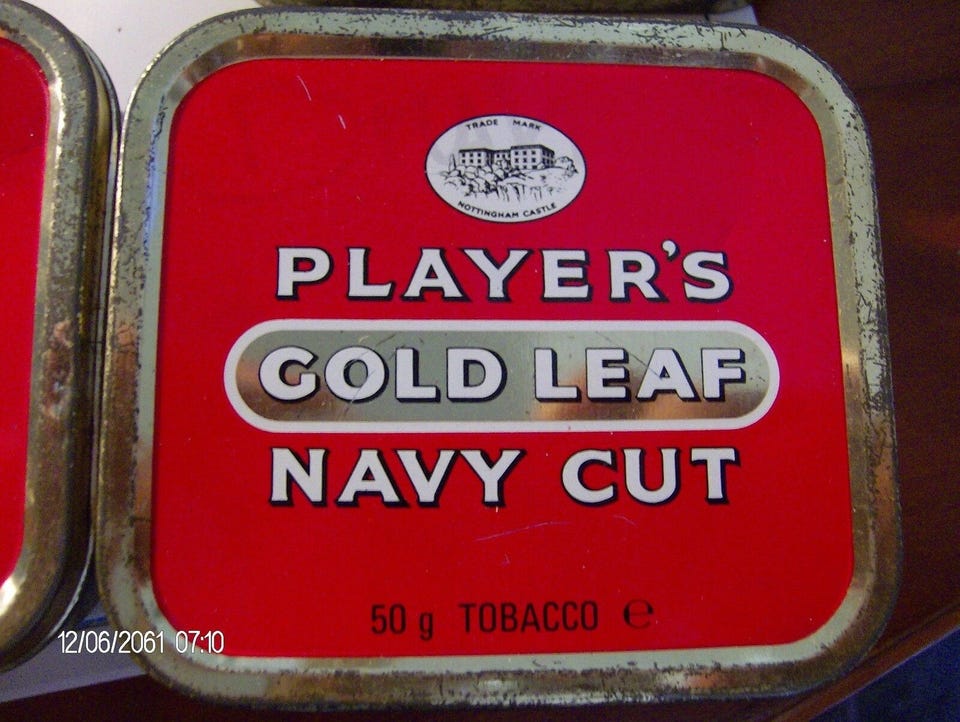 TRADE MARK
NOTTINGHAM CASTLE
PLAYER'S
GOLD LEAF
NAVY CUT
50 g TOBACCO ℮
12/06/2061 07:10